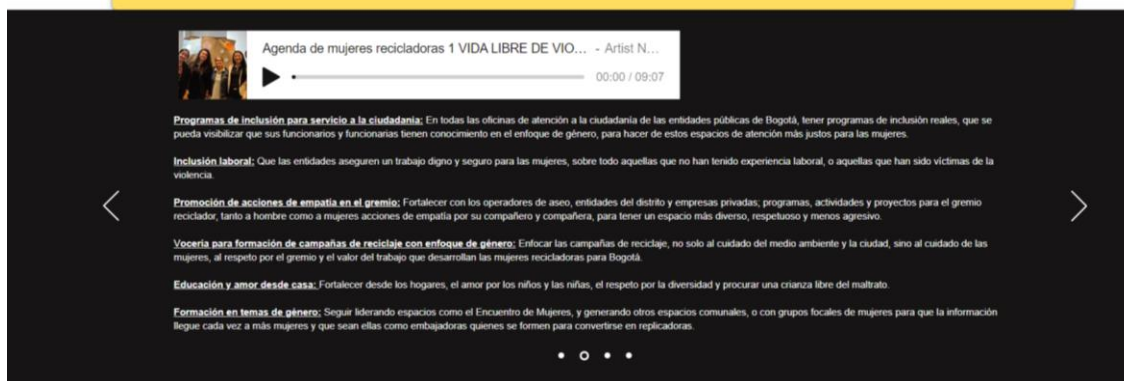 Agenda de mujeres recicladoras 1 VIDA LIBRE DE VIO... - Artist N...
00:00 / 09:07
Programas de inclusión para servicio a la ciudadanía: En todas las oficinas de atención a la ciudadanía de las entidades públicas de Bogotá, tener programas de inclusión reales, que se
pueda visibilizar que sus funcionarios y funcionarias tienen conocimiento en el enfoque de género, para hacer de estos espacios de atención más justos para las mujeres.
Inclusión laboral: Que las entidades aseguren un trabajo digno y seguro para las mujeres, sobre todo aquellas que no han tenido experiencia laboral, o aquellas que han sido víctimas de la
violencia.
Promoción de acciones de empatía en el gremio: Fortalecer con los operadores de aseo, entidades del distrito y empresas privadas; programas, actividades y proyectos para el gremio
reciclador, tanto a hombre como a mujeres acciones de empatía por su compañero y compañera, para tener un espacio más diverso, respetuoso y menos agresivo.
Vocería para formación de campañas de reciclaje con enfoque de género: Enfocar las campañas de reciclaje, no solo al cuidado del medio ambiente y la ciudad, sino al cuidado de las
mujeres, al respeto por el gremio y el valor del trabajo que desarrollan las mujeres recicladoras para Bogotá.
Educación y amor desde casa: Fortalecer desde los hogares, el amor por los niños y las niñas, el respeto por la diversidad y procurar una crianza libre del maltrato.
Formación en temas de género: Seguir liderando espacios como el Encuentro de Mujeres, y generando otros espacios comunales, o con grupos focales de mujeres para que la información
llegue cada vez a más mujeres y que sean ellas como embajadoras quienes se formen para convertirse en replicadoras.